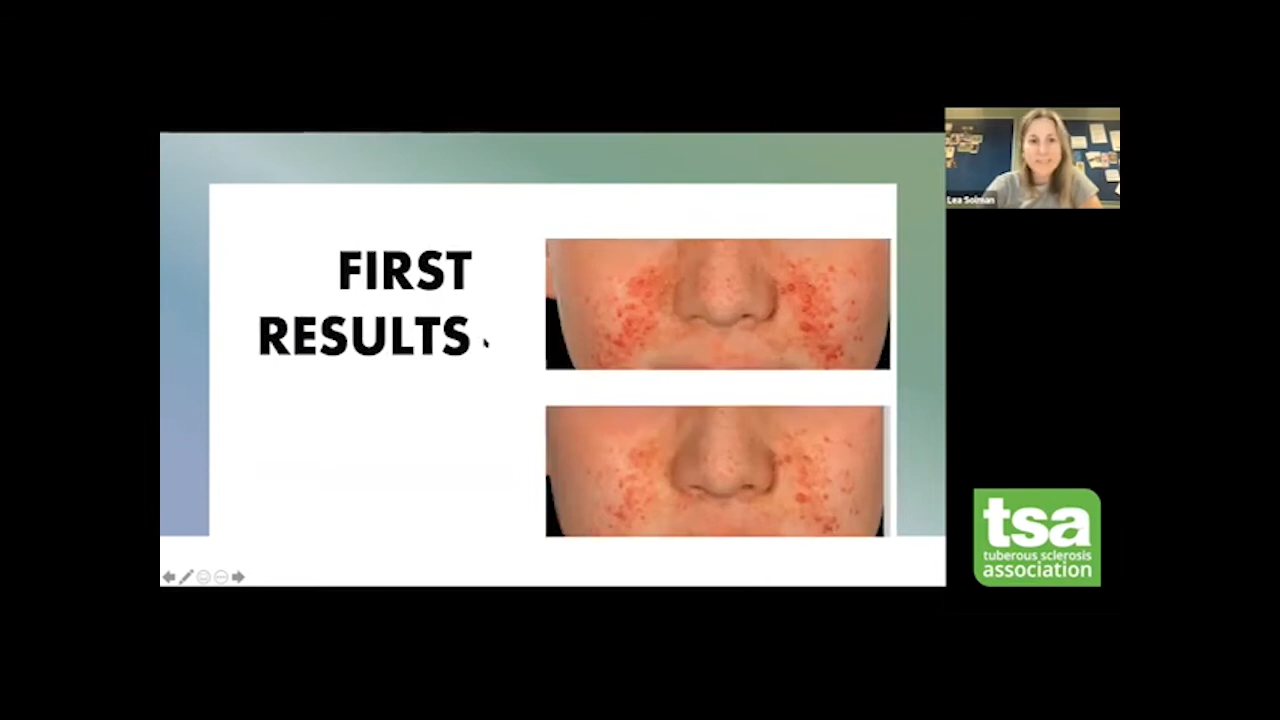 FIRST
RESULTS
Lea Solman
tsa
tuberous sclerosis
association